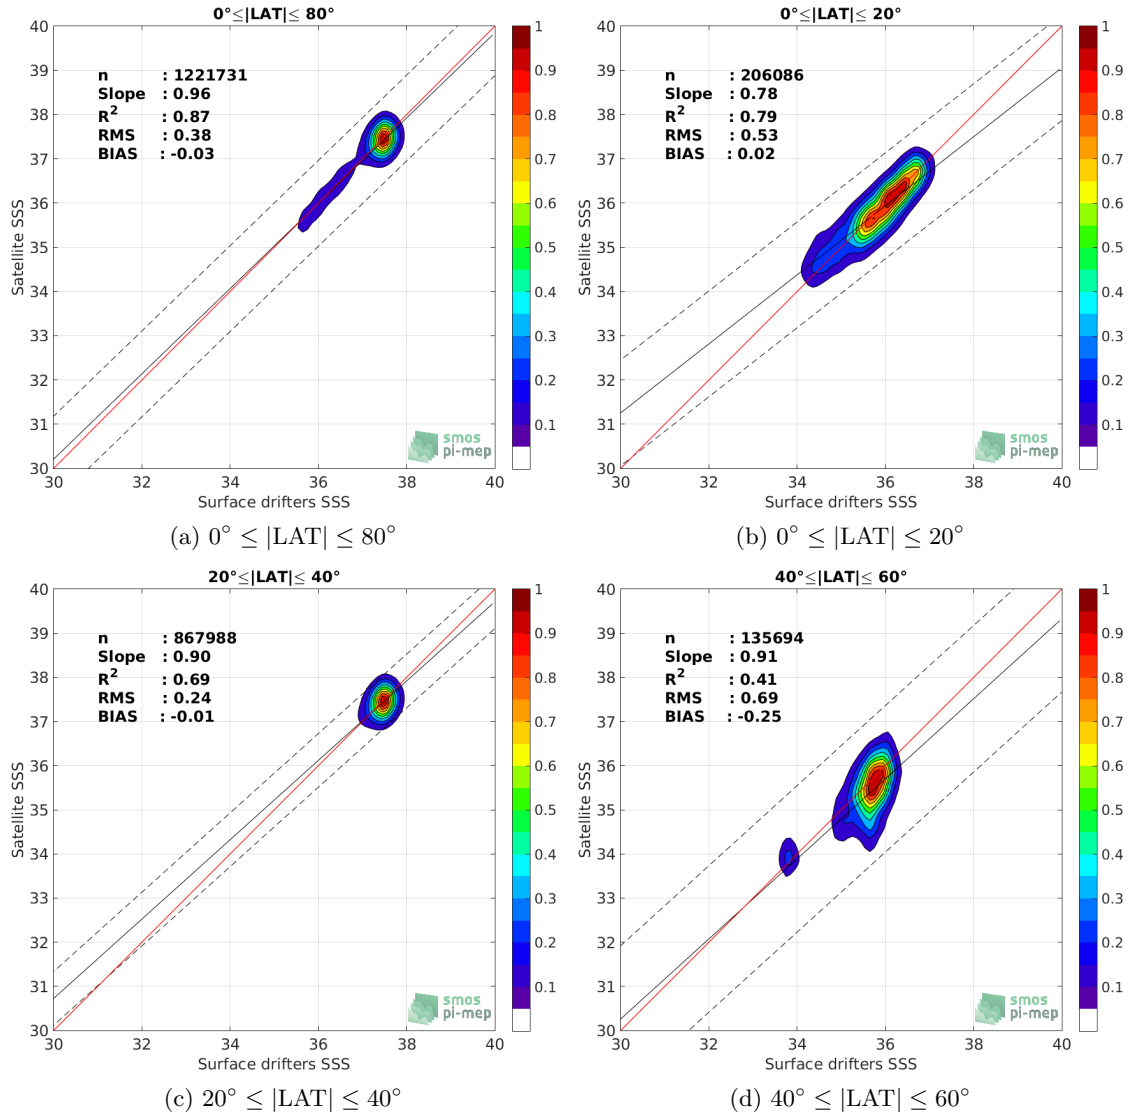 0°≤|LAT|≤ 80°
n : 1221731
Slope : 0.96
R² : 0.87
RMS : 0.38
BIAS : -0.03
40
39
38
37
36
35
34
33
32
31
30
Satellite SSS
30 32 34 36 38 40
Surface drifters SSS
smos
pi-mep
1
0.9
0.8
0.7
0.6
0.5
0.4
0.3
0.2
0.1
(a) 0° ≤ |LAT| ≤ 80°
0°≤|LAT|≤ 20°
n : 206086
Slope : 0.78
R² : 0.79
RMS : 0.53
BIAS : 0.02
40
39
38
37
36
35
34
33
32
31
30
Satellite SSS
30 32 34 36 38 40
Surface drifters SSS
smos
pi-mep
1
0.9
0.8
0.7
0.6
0.5
0.4
0.3
0.2
0.1
(b) 0° ≤ |LAT| ≤ 20°
20°≤|LAT|≤ 40°
n : 867988
Slope : 0.90
R² : 0.69
RMS : 0.24
BIAS : -0.01
40
39
38
37
36
35
34
33
32
31
30
Satellite SSS
30 32 34 36 38 40
Surface drifters SSS
smos
pi-mep
1
0.9
0.8
0.7
0.6
0.5
0.4
0.3
0.2
0.1
(c) 20° ≤ |LAT| ≤ 40°
40°≤|LAT|≤ 60°
n : 135694
Slope : 0.91
R² : 0.41
RMS : 0.69
BIAS : -0.25
40
39
38
37
36
35
34
33
32
31
30
Satellite SSS
30 32 34 36 38 40
Surface drifters SSS
smos
pi-mep
1
0.9
0.8
0.7
0.6
0.5
0.4
0.3
0.2
0.1
(d) 40° ≤ |LAT| ≤ 60°